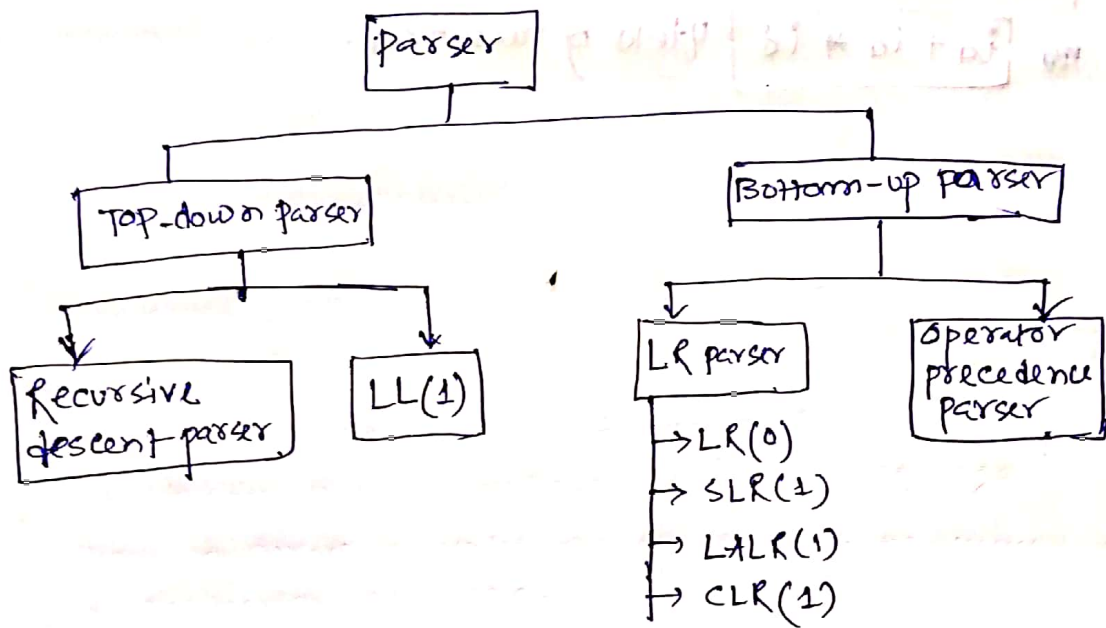 Parser
Top-down parser
Bottom-up parser
Recursive
descent parser
LL(1)
LR parser
Operator
precedence
parser
LR(0)
SLR(1)
LALR(1)
CLR(1)